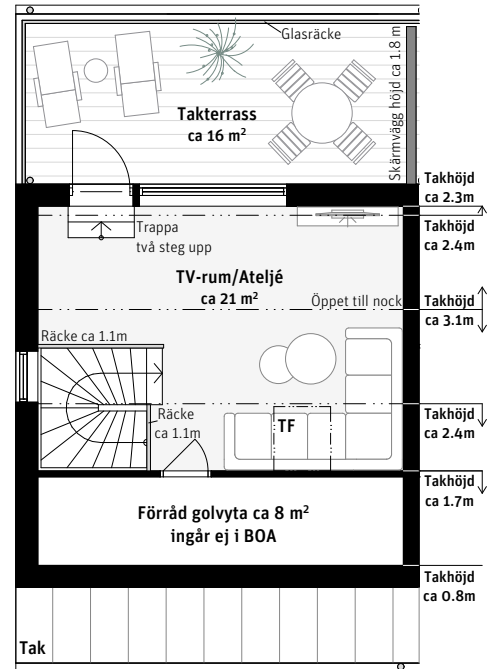 Glasräcke
Skärmvägg höjd ca 1.8 m
Takterrass
ca 16 m²
Takhöjd
ca 2.3m
Trappa
två steg upp
Takhöjd
ca 2.4m
TV-rum/Ateljé
ca 21 m²
Öppet till nock
Takhöjd
ca 3.1m
Räcke ca 1.1m
Räcke
ca 1.1m
TF
Takhöjd
ca 2.4m
Takhöjd
ca 1.7m
Förråd golvyta ca 8 m²
ingår ej i BOA
Takhöjd
ca 0.8m
Tak